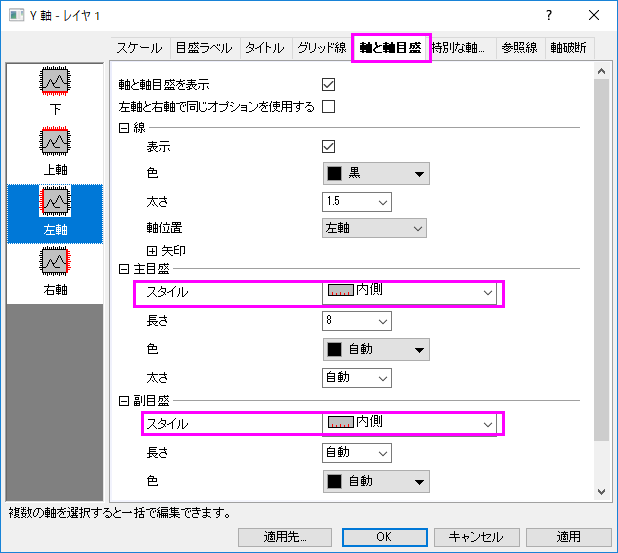 Y 軸 - レイヤ 1
スケール 目盛ラベル タイトル グリッド線 軸と軸目盛 特別な軸... 参照線 軸破断
下
上軸
左軸
右軸
軸と軸目盛を表示
左軸と右軸で同じオプションを使用する
線
表示
色 黒
太さ 1.5
軸位置 左軸
矢印
主目盛
スタイル 内側
長さ 8
色 自動
太さ 自動
副目盛
スタイル 内側
長さ 自動
色 自動
複数の軸を選択すると一括で編集できます。
適用先... OK キャンセル 適用